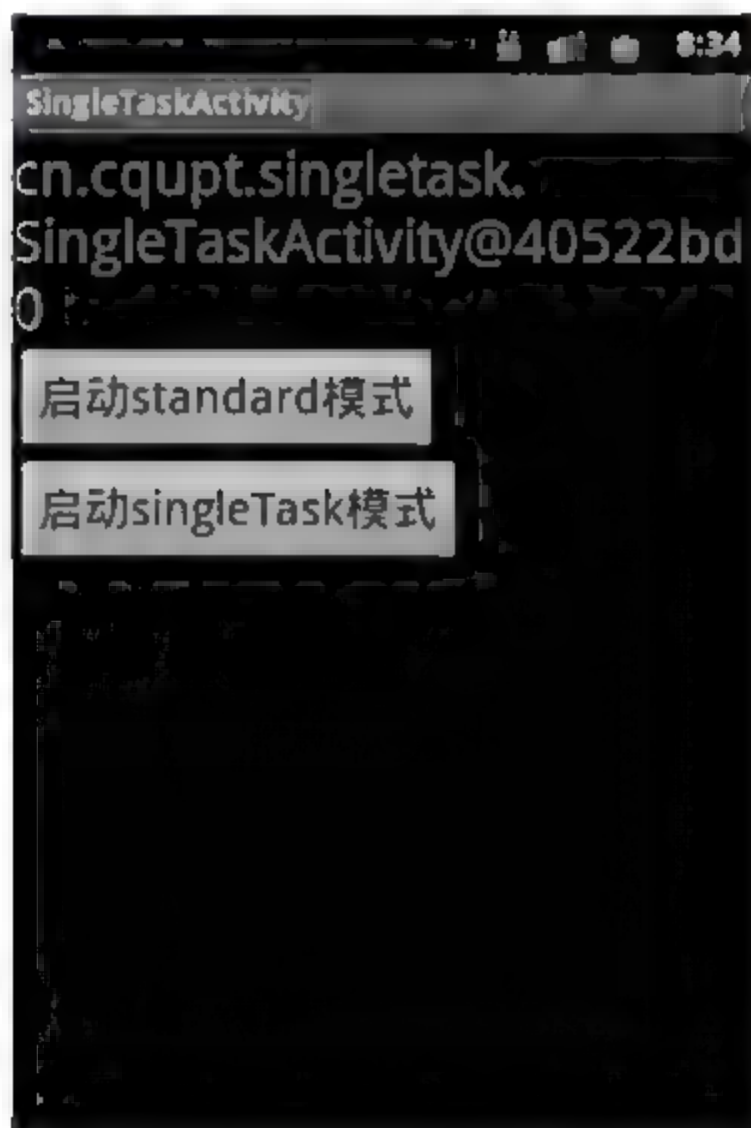 8:34
SingleTaskActivity
cn.cqupt.singletask.
SingleTaskActivity@40522bd
0
启动standard模式
启动singleTask模式